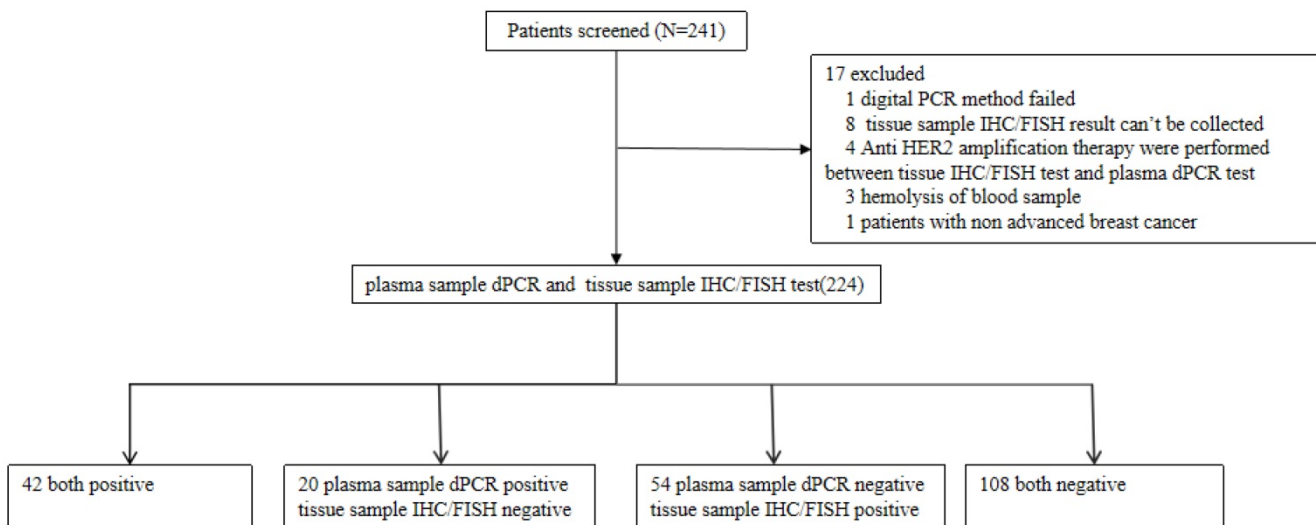 Patients screened (N=241)
17 excluded
1 digital PCR method failed
8 tissue sample IHC/FISH result can't be collected
4 Anti HER2 amplification therapy were performed
between tissue IHC/FISH test and plasma dPCR test
3 hemolysis of blood sample
1 patients with non advanced breast cancer
plasma sample dPCR and tissue sample IHC/FISH test(224)
42 both positive
20 plasma sample dPCR positive
tissue sample IHC/FISH negative
54 plasma sample dPCR negative
tissue sample IHC/FISH positive
108 both negative